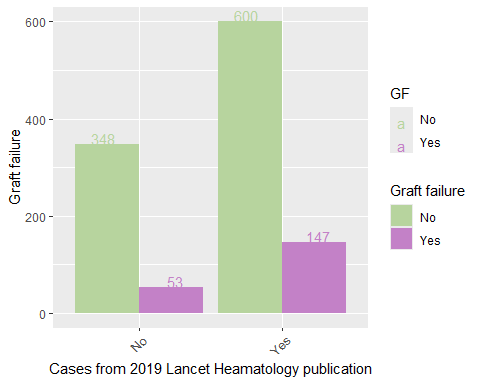 600
600
400
348
200
147
53
0
No
Yes
Cases from 2019 Lancet Heamatology publication
Graft failure
GF
a No
a Yes
Graft failure
No
Yes